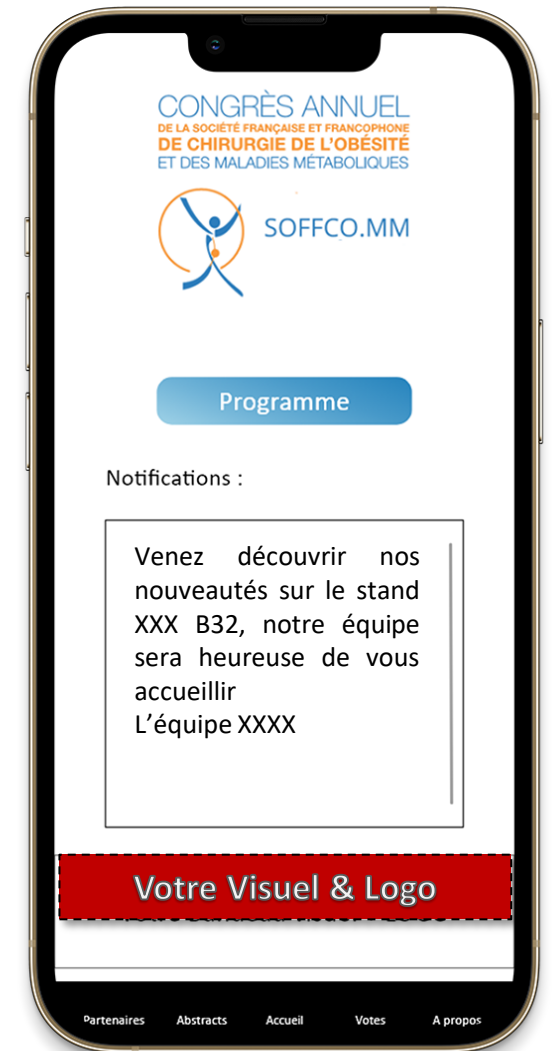 CONGRÈS ANNUEL
DE LA SOCIÉTÉ FRANÇAISE ET FRANCOPHONE
DE CHIRURGIE DE L'OBÉSITÉ
ET DES MALADIES MÉTABOLIQUES
SOFFCO.MM
Programme
Notifications :
Venez découvrir nos
nouveautés sur le stand
XXX B32, notre équipe
sera heureuse de vous
accueillir
L'équipe XXXX
Votre Visuel & Logo
Partenaires Abstracts Accueil Votes A propos